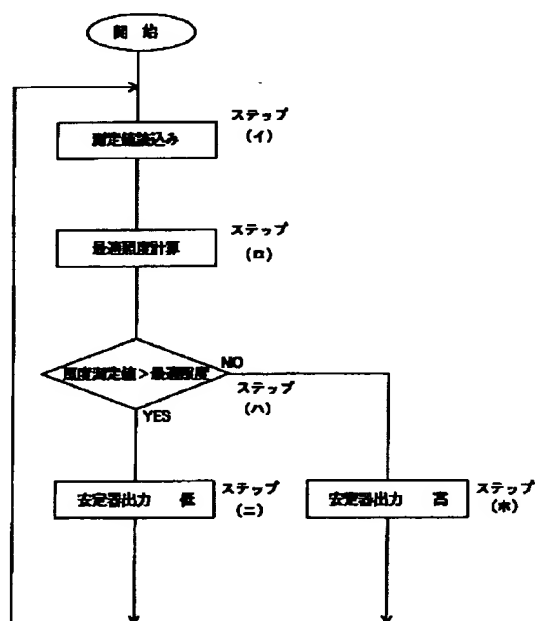 開 始
ステップ
(イ)
測定値読込み
ステップ
(ロ)
最適照度計算
照度測定値>最適照度
NO
ステップ
(ハ)
YES
安定器出力 低
ステップ
(ニ)
安定器出力 高
ステップ
(ホ)